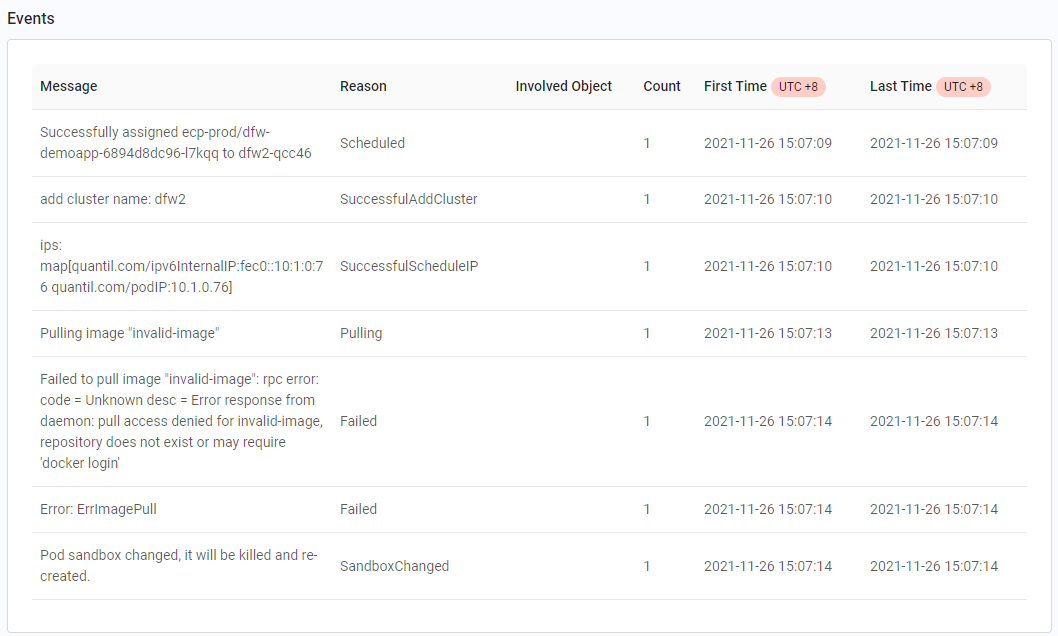 Events
Message Reason Involved Object Count First Time UTC +8 Last Time UTC +8
Successfully assigned ecp-prod/dfw-
demoapp-6894d8dc96-l7kqq to dfw2-qcc46
Scheduled 1 2021-11-26 15:07:09 2021-11-26 15:07:09
add cluster name: dfw2 SuccessfulAddCluster 1 2021-11-26 15:07:10 2021-11-26 15:07:10
ips:
map[quantil.com/ipv6InternalIP:fec0::10:1:0:7
6 quantil.com/podIP:10.1.0.76]
SuccessfulScheduleIP 1 2021-11-26 15:07:10 2021-11-26 15:07:10
Pulling image "invalid-image" Pulling 1 2021-11-26 15:07:13 2021-11-26 15:07:13
Failed to pull image "invalid-image": rpc error:
code = Unknown desc = Error response from
daemon: pull access denied for invalid-image,
repository does not exist or may require
'docker login'
Failed 1 2021-11-26 15:07:14 2021-11-26 15:07:14
Error: ErrImagePull Failed 1 2021-11-26 15:07:14 2021-11-26 15:07:14
Pod sandbox changed, it will be killed and re-
created.
SandboxChanged 1 2021-11-26 15:07:14 2021-11-26 15:07:14